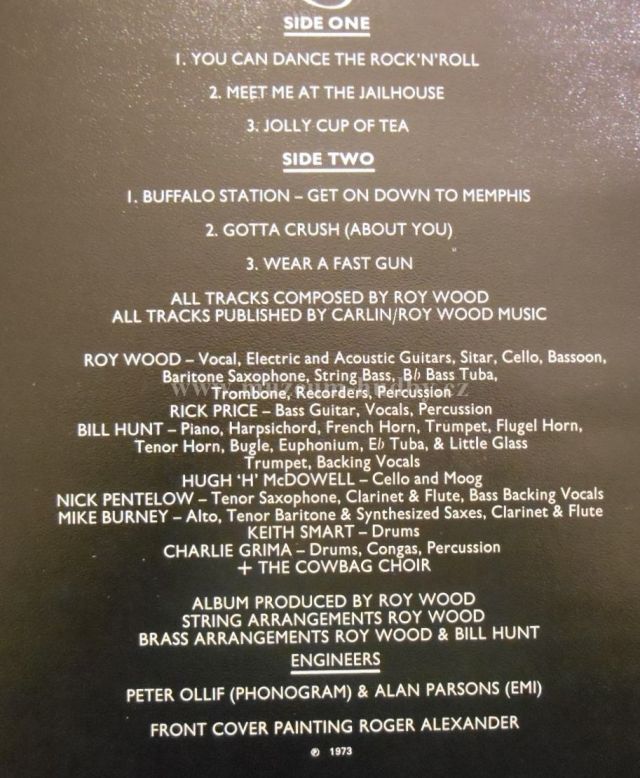 SIDE ONE
1. YOU CAN DANCE THE ROCK'N'ROLL
2. MEET ME AT THE JAILHOUSE
3. JOLLY CUP OF TEA
SIDE TWO
1. BUFFALO STATION – GET ON DOWN TO MEMPHIS
2. GOTTA CRUSH (ABOUT YOU)
3. WEAR A FAST GUN
ALL TRACKS COMPOSED BY ROY WOOD
ALL TRACKS PUBLISHED BY CARLIN/ROY WOOD MUSIC
ROY WOOD – Vocal, Electric and Acoustic Guitars, Sitar, Cello, Bassoon,
Baritone Saxophone, String Bass, B♭ Bass Tuba,
www.muzeum-hudby.cz
Trombone, Recorders, Percussion
RICK PRICE – Bass Guitar, Vocals, Percussion
BILL HUNT – Piano, Harpsichord, French Horn, Trumpet, Flugel Horn,
Tenor Horn, Bugle, Euphonium, E♭ Tuba, & Little Glass
Trumpet, Backing Vocals
HUGH 'H' McDOWELL – Cello and Moog
NICK PENTELOW – Tenor Saxophone, Clarinet & Flute, Bass Backing Vocals
MIKE BURNEY – Alto, Tenor Baritone & Synthesized Saxes, Clarinet & Flute
KEITH SMART – Drums
CHARLIE GRIMA – Drums, Congas, Percussion
+ THE COWBAG CHOIR
ALBUM PRODUCED BY ROY WOOD
STRING ARRANGEMENTS ROY WOOD
BRASS ARRANGEMENTS ROY WOOD & BILL HUNT
ENGINEERS
PETER OLLIF (PHONOGRAM) & ALAN PARSONS (EMI)
FRONT COVER PAINTING ROGER ALEXANDER
℗ 1973